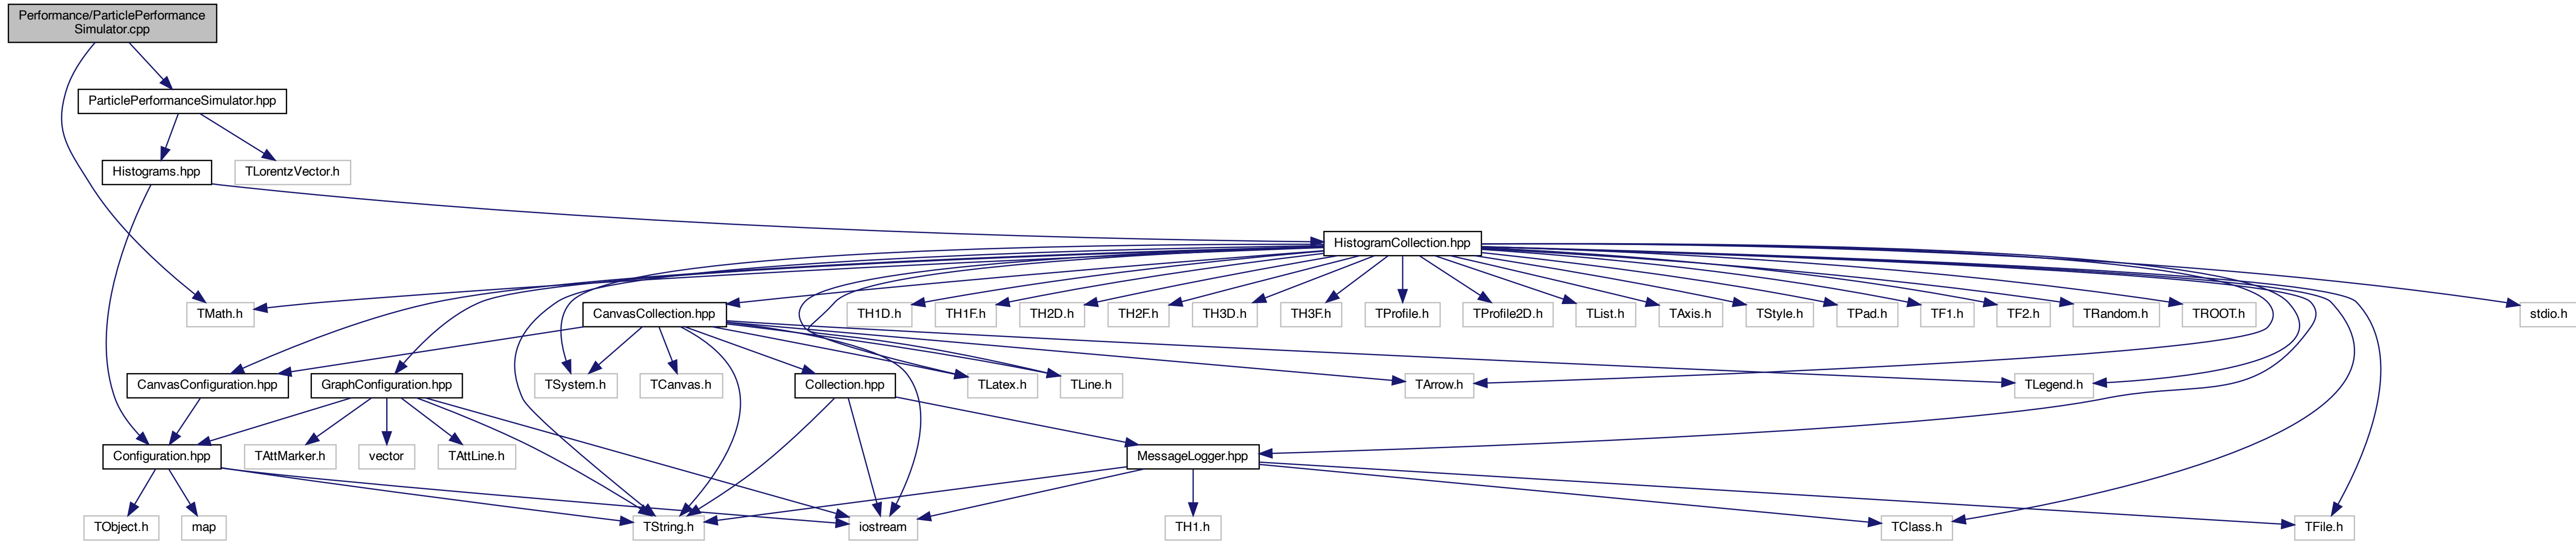 Performance/ParticlePerformance
Simulator.cpp
ParticlePerformanceSimulator.hpp
Histograms.hpp
TLorentzVector.h
HistogramCollection.hpp
TMath.h
CanvasCollection.hpp
TH1D.h
TH1F.h
TH2D.h
TH2F.h
TH3D.h
TH3F.h
TProfile.h
TProfile2D.h
TList.h
TAxis.h
TStyle.h
TPad.h
TF1.h
TF2.h
TRandom.h
TROOT.h
stdio.h
CanvasConfiguration.hpp
GraphConfiguration.hpp
TSystem.h
TCanvas.h
Collection.hpp
TLatex.h
TLine.h
TArrow.h
TLegend.h
Configuration.hpp
TAttMarker.h
vector
TAttLine.h
MessageLogger.hpp
TObject.h
map
TString.h
iostream
TH1.h
TClass.h
TFile.h